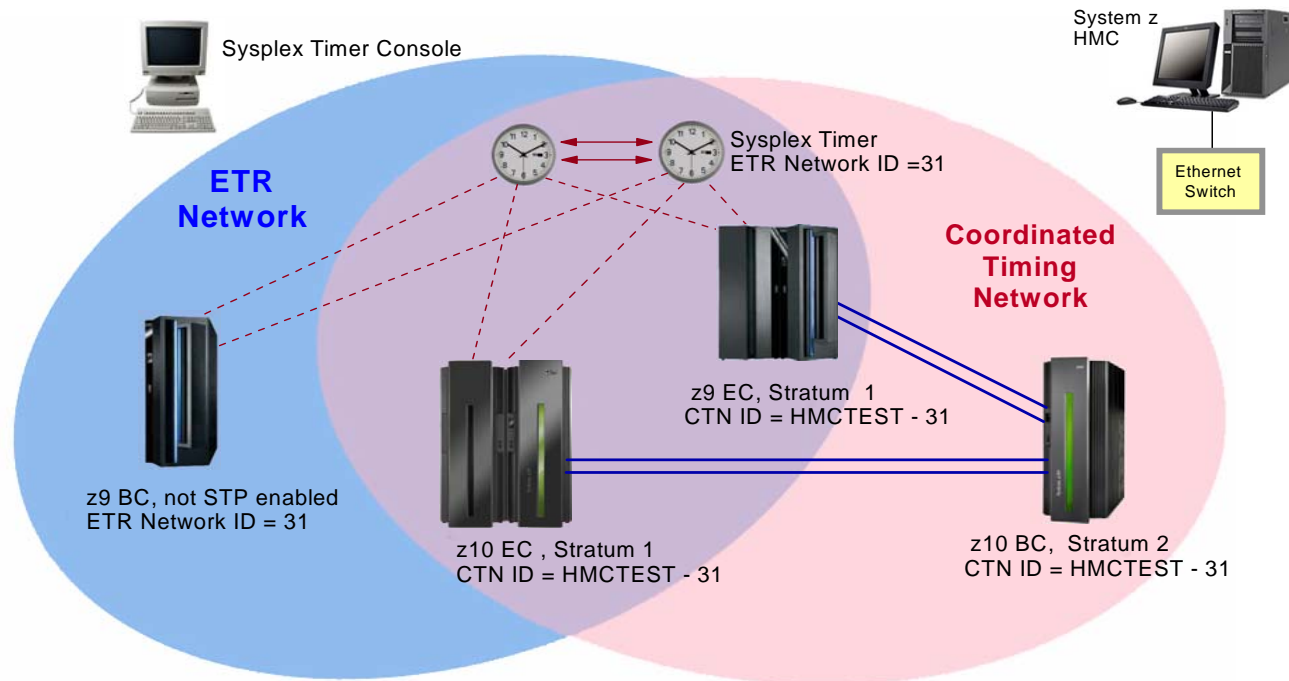 Sysplex Timer Console
System z
HMC
Ethernet
Switch
Sysplex Timer
ETR Network ID =31
ETR
Network
Coordinated
Timing
Network
z9 EC, Stratum 1
CTN ID = HMCTEST - 31
z9 BC, not STP enabled
ETR Network ID = 31
z10 EC , Stratum 1
CTN ID = HMCTEST - 31
z10 BC, Stratum 2
CTN ID = HMCTEST - 31